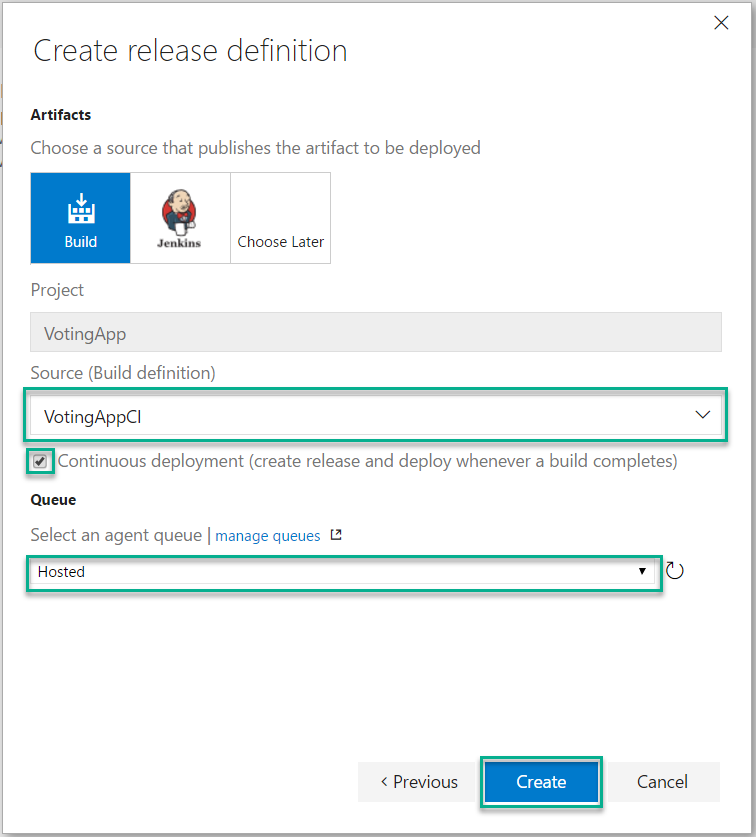 Create release definition
Artifacts
Choose a source that publishes the artifact to be deployed
Build
Jenkins
Choose Later
Project
VotingApp
Source (Build definition)
VotingAppCI
Continuous deployment (create release and deploy whenever a build completes)
Queue
Select an agent queue | manage queues
Hosted
< Previous
Create
Cancel